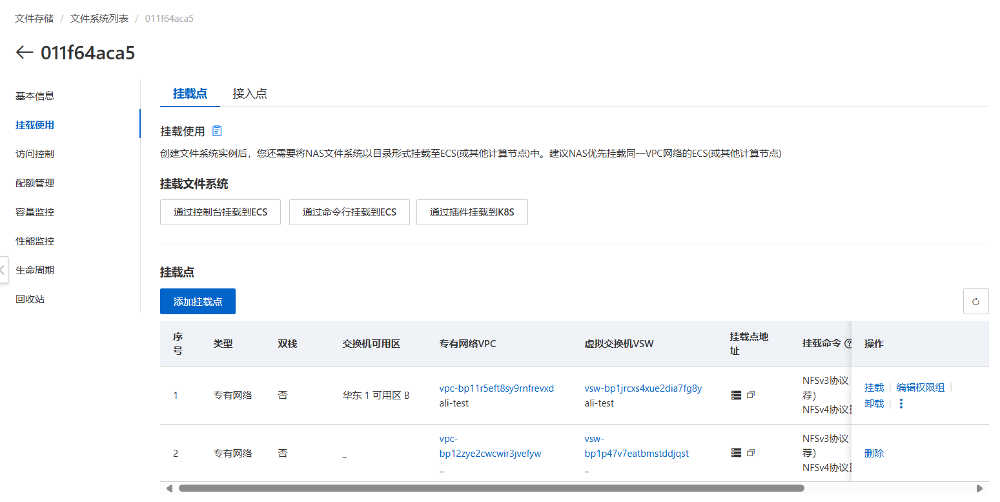 文件存储 / 文件系统列表 / 011f64aca5
011f64aca5
基本信息
挂载使用
访问控制
配额管理
容量监控
性能监控
生命周期
回收站
挂载点 接入点
挂载使用
创建文件系统实例后，您还需要将NAS文件系统以目录形式挂载至ECS(或其他计算节点)中。建议NAS优先挂载同一VPC网络的ECS(或其他计算节点)
挂载文件系统
通过控制台挂载到ECS 通过命令行挂载到ECS 通过插件挂载到K8S
挂载点
添加挂载点
序号 类型 双栈 交换机可用区 专有网络VPC 虚拟交换机VSW 挂载点地址 挂载命令 操作
1 专有网络 否 华东 1 可用区 B vpc-bp11r5eft8sy9rnfrevxd vsw-bp1jrcxs4xue2dia7fg8y NFSv3协议 挂载 编辑权限组
ali-test ali-test 荐) 卸载
NFSv4协议
2 专有网络 否 _ vpc- vsw- NFSv3协议 删除
bp12zye2cwcwir3jvefyw bp1p47v7eatbmstddjqst 荐)
_ _ NFSv4协议